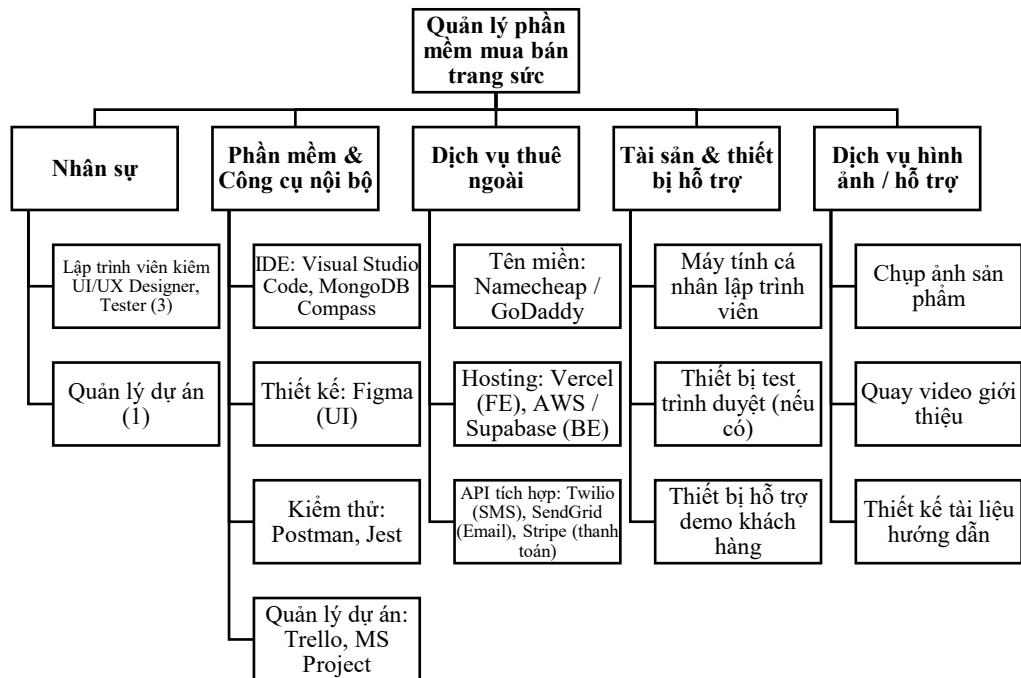 Quản lý phần
mềm mua bán
trang sức
Nhân sự
Lập trình viên kiêm
UI/UX Designer,
Tester (3)
Quản lý dự án
(1)
Phần mềm &
Công cụ nội bộ
IDE: Visual Studio
Code, MongoDB
Compass
Thiết kế: Figma
(UI)
Kiểm thử:
Postman, Jest
Quản lý dự án:
Trello, MS
Project
Dịch vụ thuê
ngoài
Tên miền:
Namecheap /
GoDaddy
Hosting: Vercel
(FE), AWS /
Supabase (BE)
API tích hợp: Twilio
(SMS), SendGrid
(Email), Stripe (thanh
toán)
Tài sản & thiết
bị hỗ trợ
Máy tính cá
nhân lập trình
viên
Thiết bị test
trình duyệt (nếu
có)
Thiết bị hỗ trợ
demo khách
hàng
Dịch vụ hình
ảnh / hỗ trợ
Chụp ảnh sản
phẩm
Quay video giới
thiệu
Thiết kế tài liệu
hướng dẫn